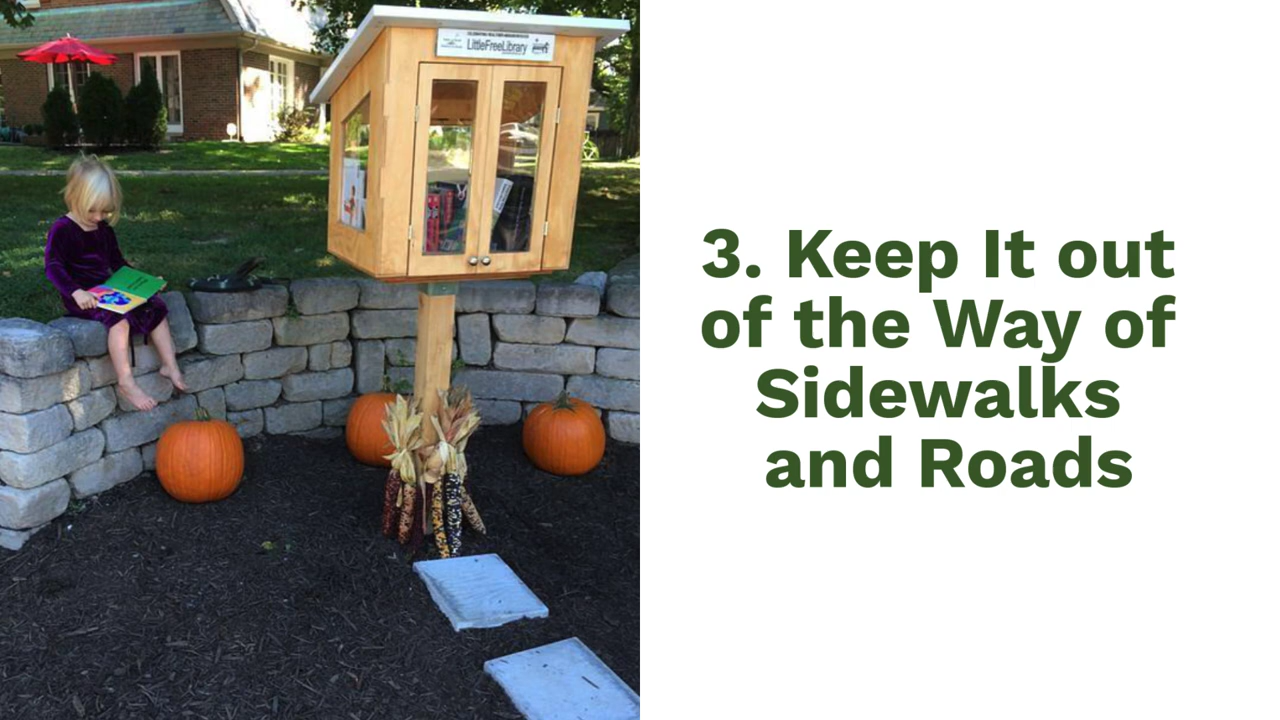 LittleFreeLibrary
3. Keep It out
of the Way of
Sidewalks
and Roads